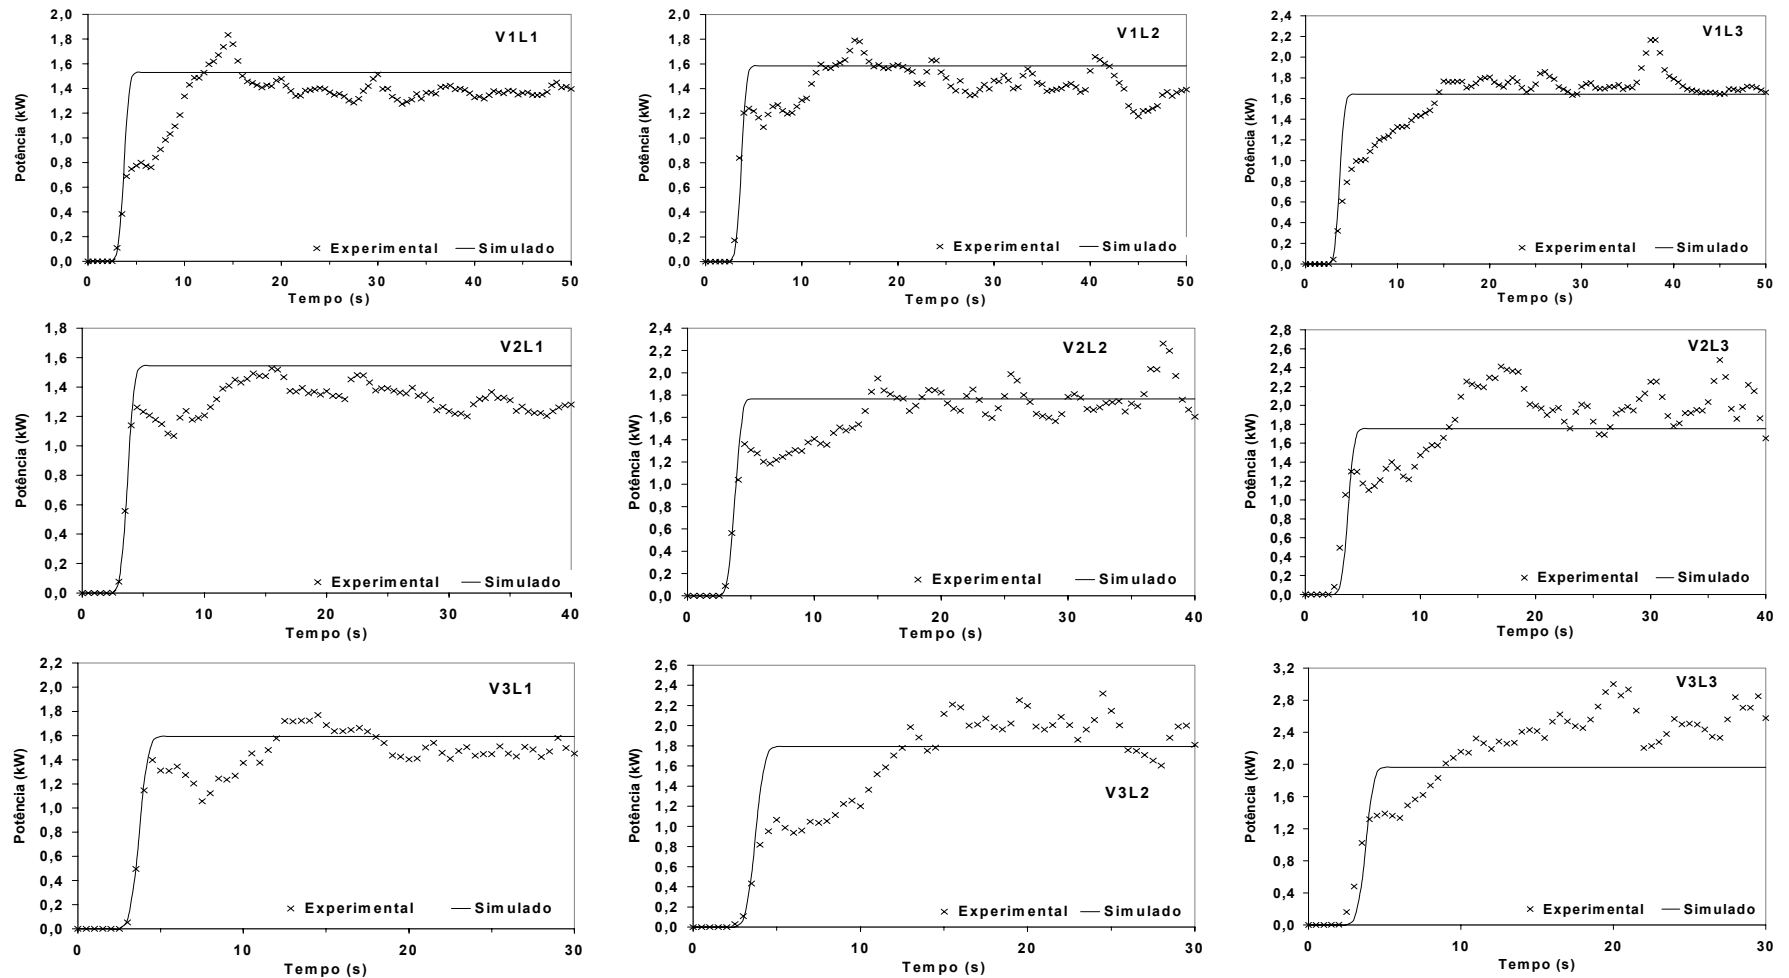 V1L1
Potência (kW)
2,0
1,8
1,6
1,4
1,2
1,0
0,8
0,6
0,4
0,2
0,0
Experimental Simulado
0 10 20 30 40 50
Tempo (s)
V1L2
Potência (kW)
2,0
1,8
1,6
1,4
1,2
1,0
0,8
0,6
0,4
0,2
0,0
Experimental Simulado
0 10 20 30 40 50
Tempo (s)
V1L3
Potência (kW)
2,4
2,2
2,0
1,8
1,6
1,4
1,2
1,0
0,8
0,6
0,4
0,2
0,0
Experimental Simulado
0 10 20 30 40 50
Tempo (s)
V2L1
Potência (kW)
1,8
1,6
1,4
1,2
1,0
0,8
0,6
0,4
0,2
0,0
Experimental Simulado
0 10 20 30 40
Tempo (s)
V2L2
Potência (kW)
2,4
2,2
2,0
1,8
1,6
1,4
1,2
1,0
0,8
0,6
0,4
0,2
0,0
Experimental Simulado
0 10 20 30 40
Tempo (s)
V2L3
Potência (kW)
2,8
2,6
2,4
2,2
2,0
1,8
1,6
1,4
1,2
1,0
0,8
0,6
0,4
0,2
0,0
Experimental Simulado
0 10 20 30 40
Tempo (s)
V3L1
Potência (kW)
2,2
2,0
1,8
1,6
1,4
1,2
1,0
0,8
0,6
0,4
0,2
0,0
Experimental Simulado
0 10 20 30
Tempo (s)
V3L2
Potência (kW)
2,6
2,4
2,2
2,0
1,8
1,6
1,4
1,2
1,0
0,8
0,6
0,4
0,2
0,0
Experimental Simulado
0 10 20 30
Tempo (s)
V3L3
Potência (kW)
3,2
2,8
2,4
2,0
1,6
1,2
0,8
0,4
0,0
Experimental Simulado
0 10 20 30
Tempo (s)